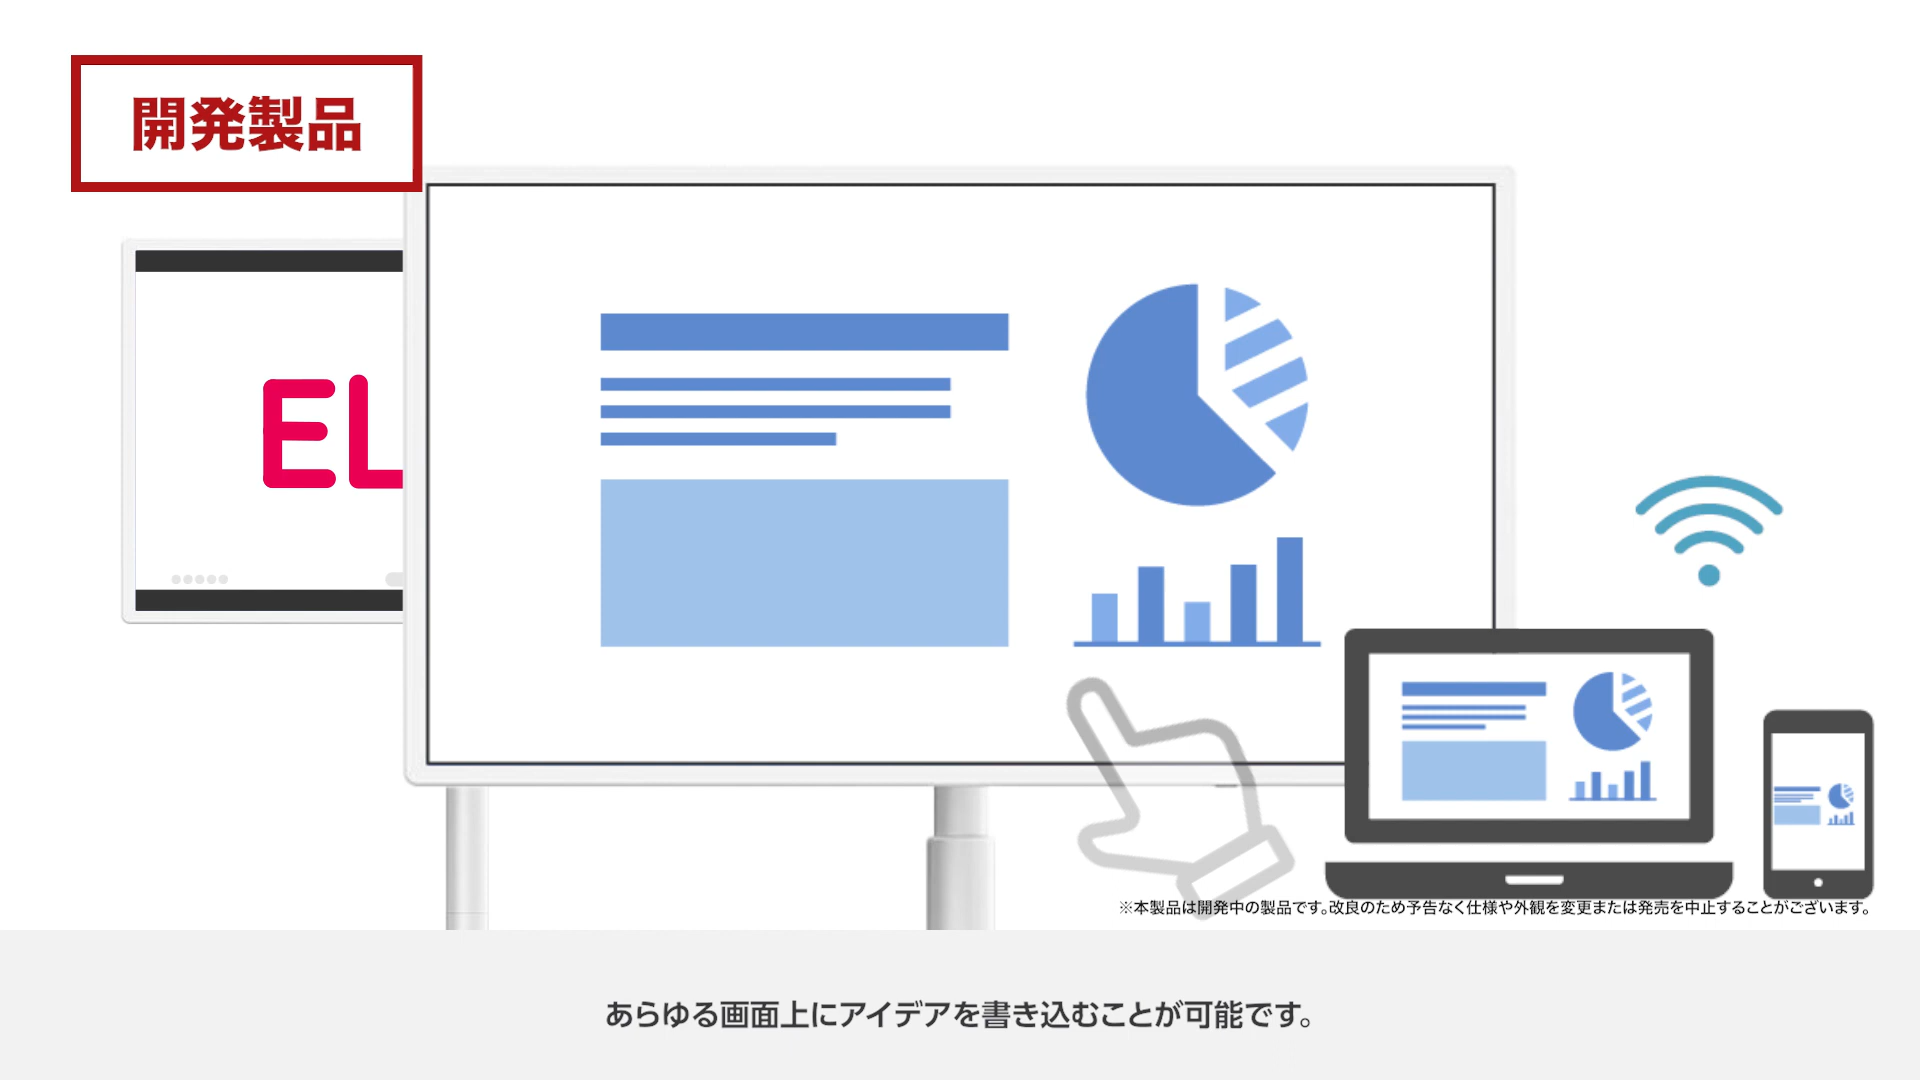 開発製品
EL
※本製品は開発中の製品です。改良のため予告なく仕様や外観を変更または発売を中止することがございます。
あらゆる画面上にアイデアを書き込むことが可能です。